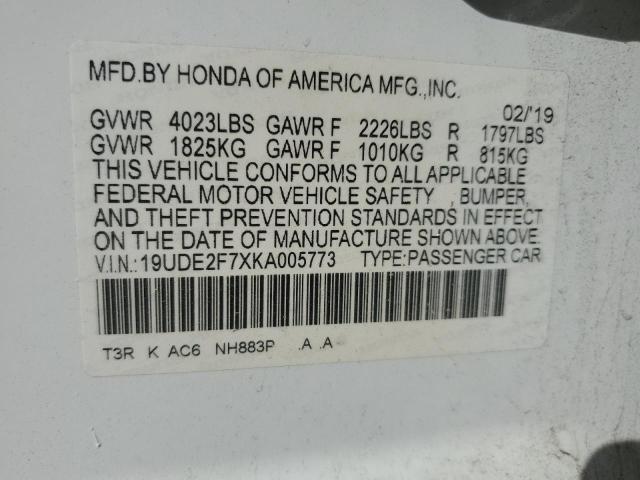 MFD.BY HONDA OF AMERICA MFG.,INC.
02/'19
GVWR 4023LBS GAWR F 2226LBS R 1797LBS
GVWR 1825KG GAWR F 1010KG R 815KG
THIS VEHICLE CONFORMS TO ALL APPLICABLE
FEDERAL MOTOR VEHICLE SAFETY , BUMPER,
AND THEFT PREVENTION STANDARDS IN EFFECT
ON THE DATE OF MANUFACTURE SHOWN ABOVE.
V.I.N.:19UDE2F7XKA005773 TYPE:PASSENGER CAR
T3R K AC6 NH883P .A .A